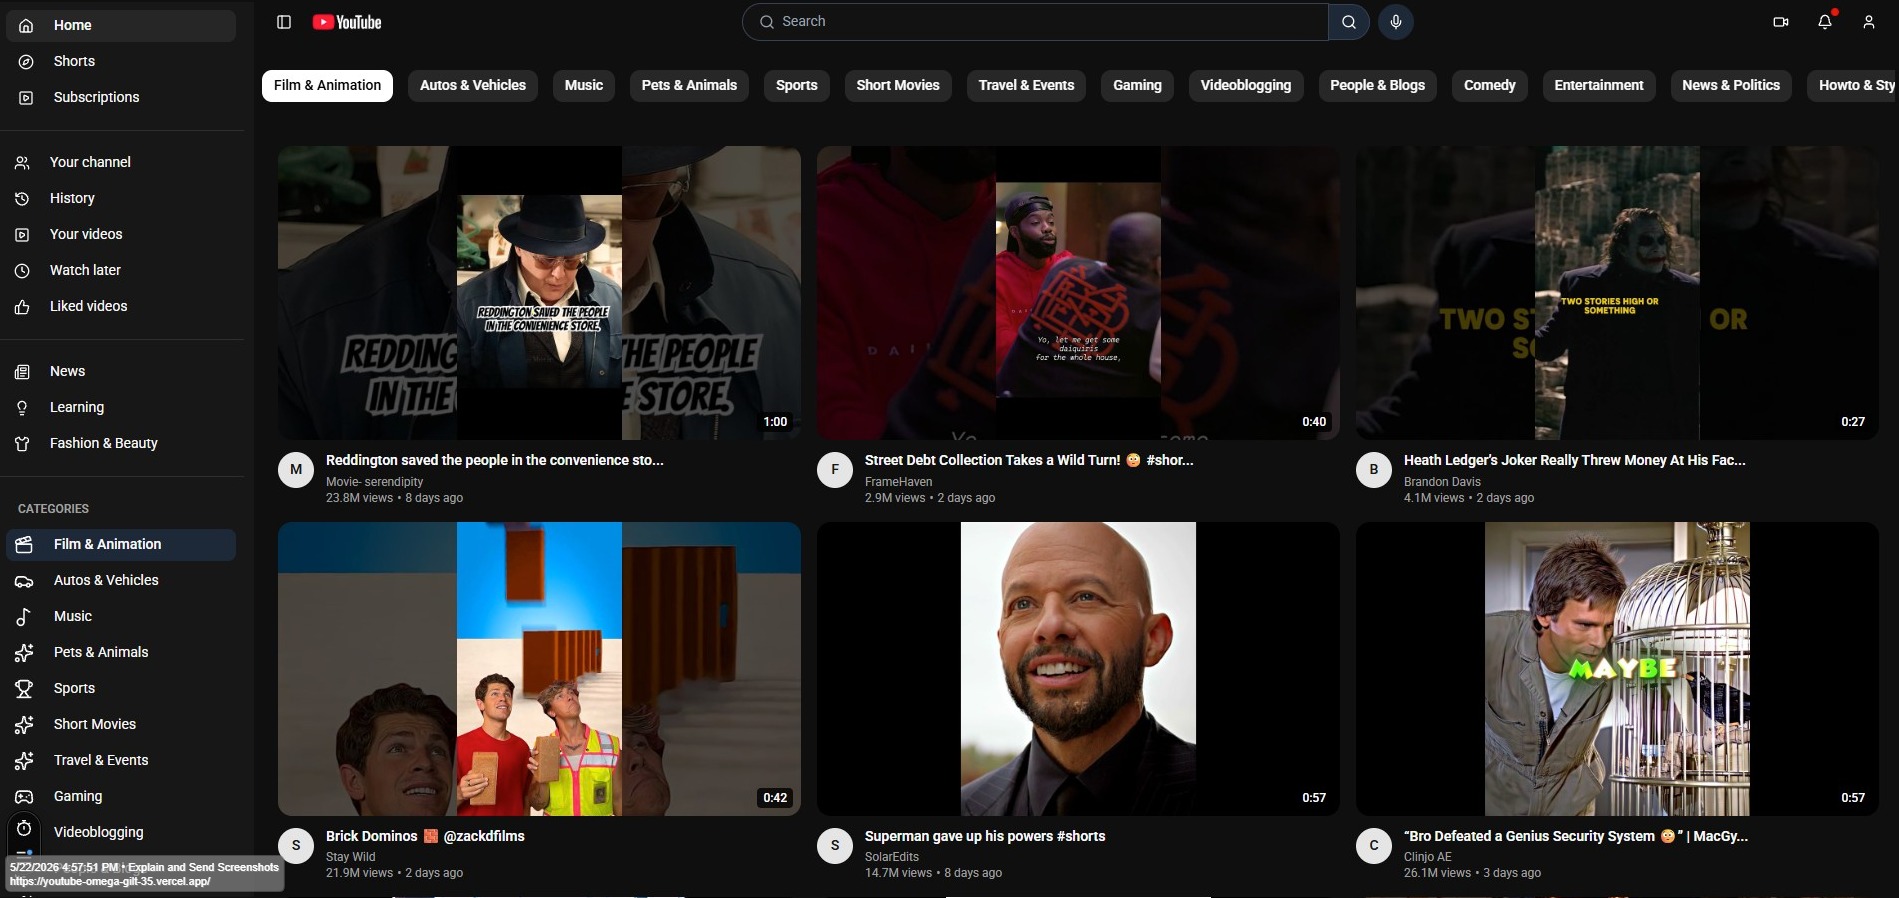 Home
Shorts
Subscriptions
Your channel
History
Your videos
Watch later
Liked videos
News
Learning
Fashion & Beauty
CATEGORIES
Film & Animation
Autos & Vehicles
Music
Pets & Animals
Sports
Short Movies
Travel & Events
Gaming
Videoblogging
5/22/2026 4:57:51 PM • Explain and Send Screenshots
https://youtube-omega-gilt-35.vercel.app/
YouTube
Search
Film & Animation
Autos & Vehicles
Music
Pets & Animals
Sports
Short Movies
Travel & Events
Gaming
Videoblogging
People & Blogs
Comedy
Entertainment
News & Politics
Howto & Sty
REDDING
IN THE
REDDINGTON SAVED THE PEOPLE
IN THE CONVENIENCE STORE.
HE PEOPLE
E STORE.
1:00
M
Reddington saved the people in the convenience sto...
Movie- serendipity
23.8M views • 8 days ago
DAI
Yo, let me get some
daiquiris
for the whole house,
Yo
some
0:40
F
Street Debt Collection Takes a Wild Turn! 😳 #shor...
FrameHaven
2.9M views • 2 days ago
TWO ST
SO
TWO STORIES HIGH OR
SOMETHING
OR
0:27
B
Heath Ledger's Joker Really Threw Money At His Fac...
Brandon Davis
4.1M views • 2 days ago
0:42
S
Brick Dominos 🧱 @zackdfilms
Stay Wild
21.9M views • 2 days ago
0:57
S
Superman gave up his powers #shorts
SolarEdits
14.7M views • 8 days ago
MAYBE
0:57
C
“Bro Defeated a Genius Security System 😳” | MacGy...
Clinjo AE
26.1M views • 3 days ago